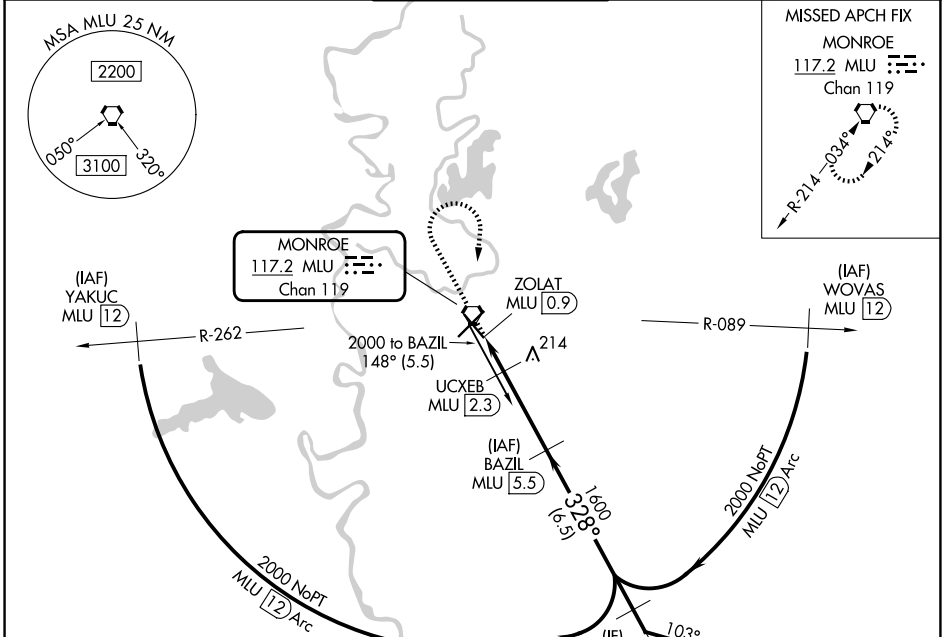 MSA MLU 25 NM
2200
050°
320°
3100
MISSED APCH FIX
MONROE
117.2 MLU
Chan 119
034°
214°
R-214
MONROE
117.2 MLU
Chan 119
(IAF)
YAKUC
MLU 12
R-262
ZOLAT
MLU 0.9
(IAF)
WOVAS
MLU 12
R-089
2000 to BAZIL
148° (5.5)
214
UCXEB
MLU 2.3
(IAF)
BAZIL
MLU 5.5
1600
328°
(6.5)
2000 NoPT
MLU 12 Arc
2000 NoPT
MLU 12 Arc
(IF)
103°